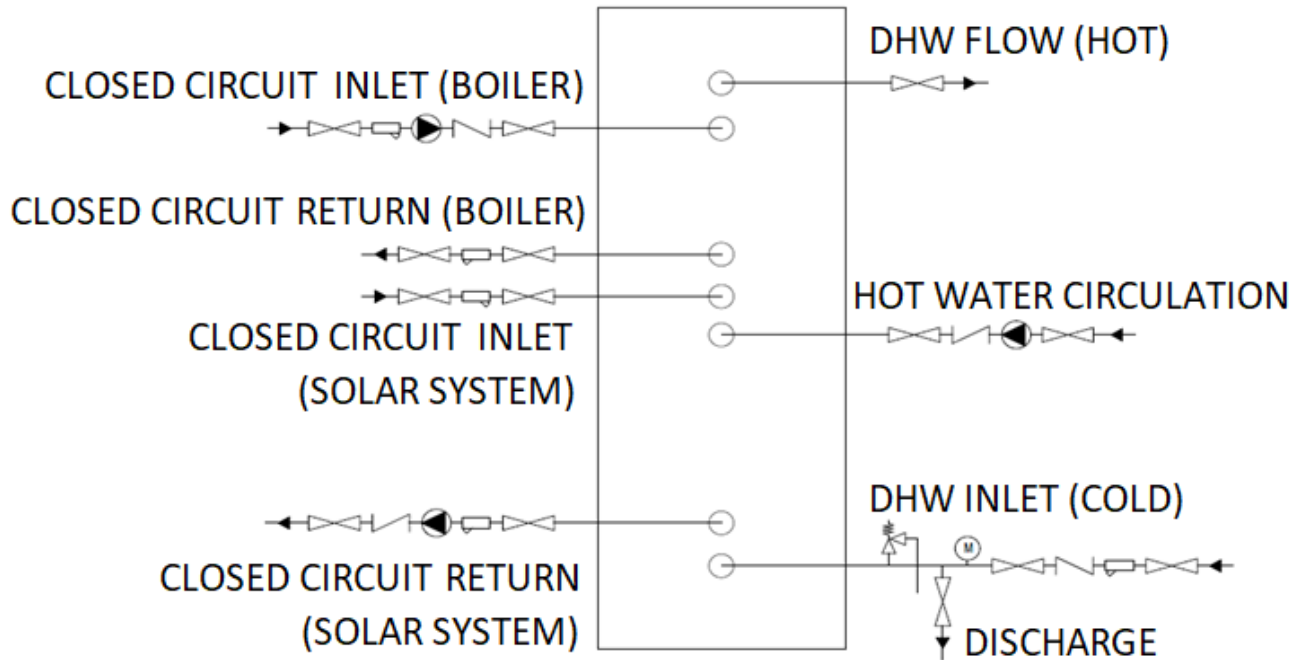 DHW FLOW (HOT)
CLOSED CIRCUIT INLET (BOILER)
CLOSED CIRCUIT RETURN (BOILER)
HOT WATER CIRCULATION
CLOSED CIRCUIT INLET
(SOLAR SYSTEM)
DHW INLET (COLD)
M
CLOSED CIRCUIT RETURN
(SOLAR SYSTEM)
DISCHARGE